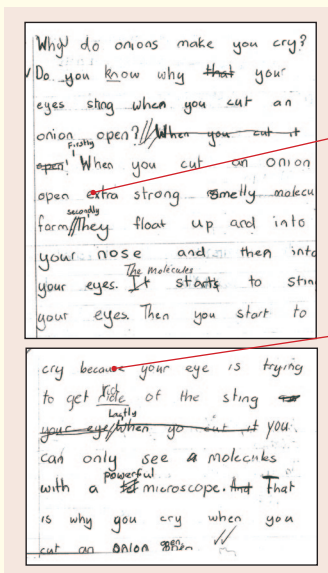 Why do onions make you cry?
Do you know why that your
eyes sting when you cut an
onion open? // When you cut it
Firstly
open! When you cut an onion
open extra strong smelly molecu
secondly
form // They float up and into
your nose and then into
The molecules
your eyes. It starts to stin
your eyes. Then you start to
cry because your eye is trying
to get ride rid of the sting
Lastly
your eye // when go cut it you
can only see a molecules
powerful
with a microscope. And That
is why you cry when you
cut an onion open